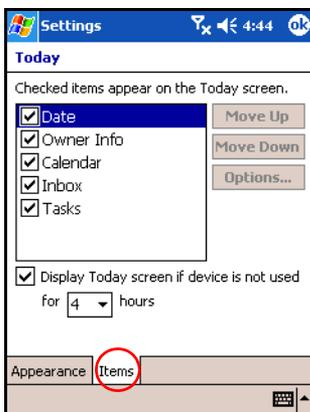 Settings 4:44 ok
Today
Checked items appear on the Today screen.
Date
Owner Info
Calendar
Inbox
Tasks
Move Up
Move Down
Options...
Display Today screen if device is not used
for 4 hours
Appearance Items